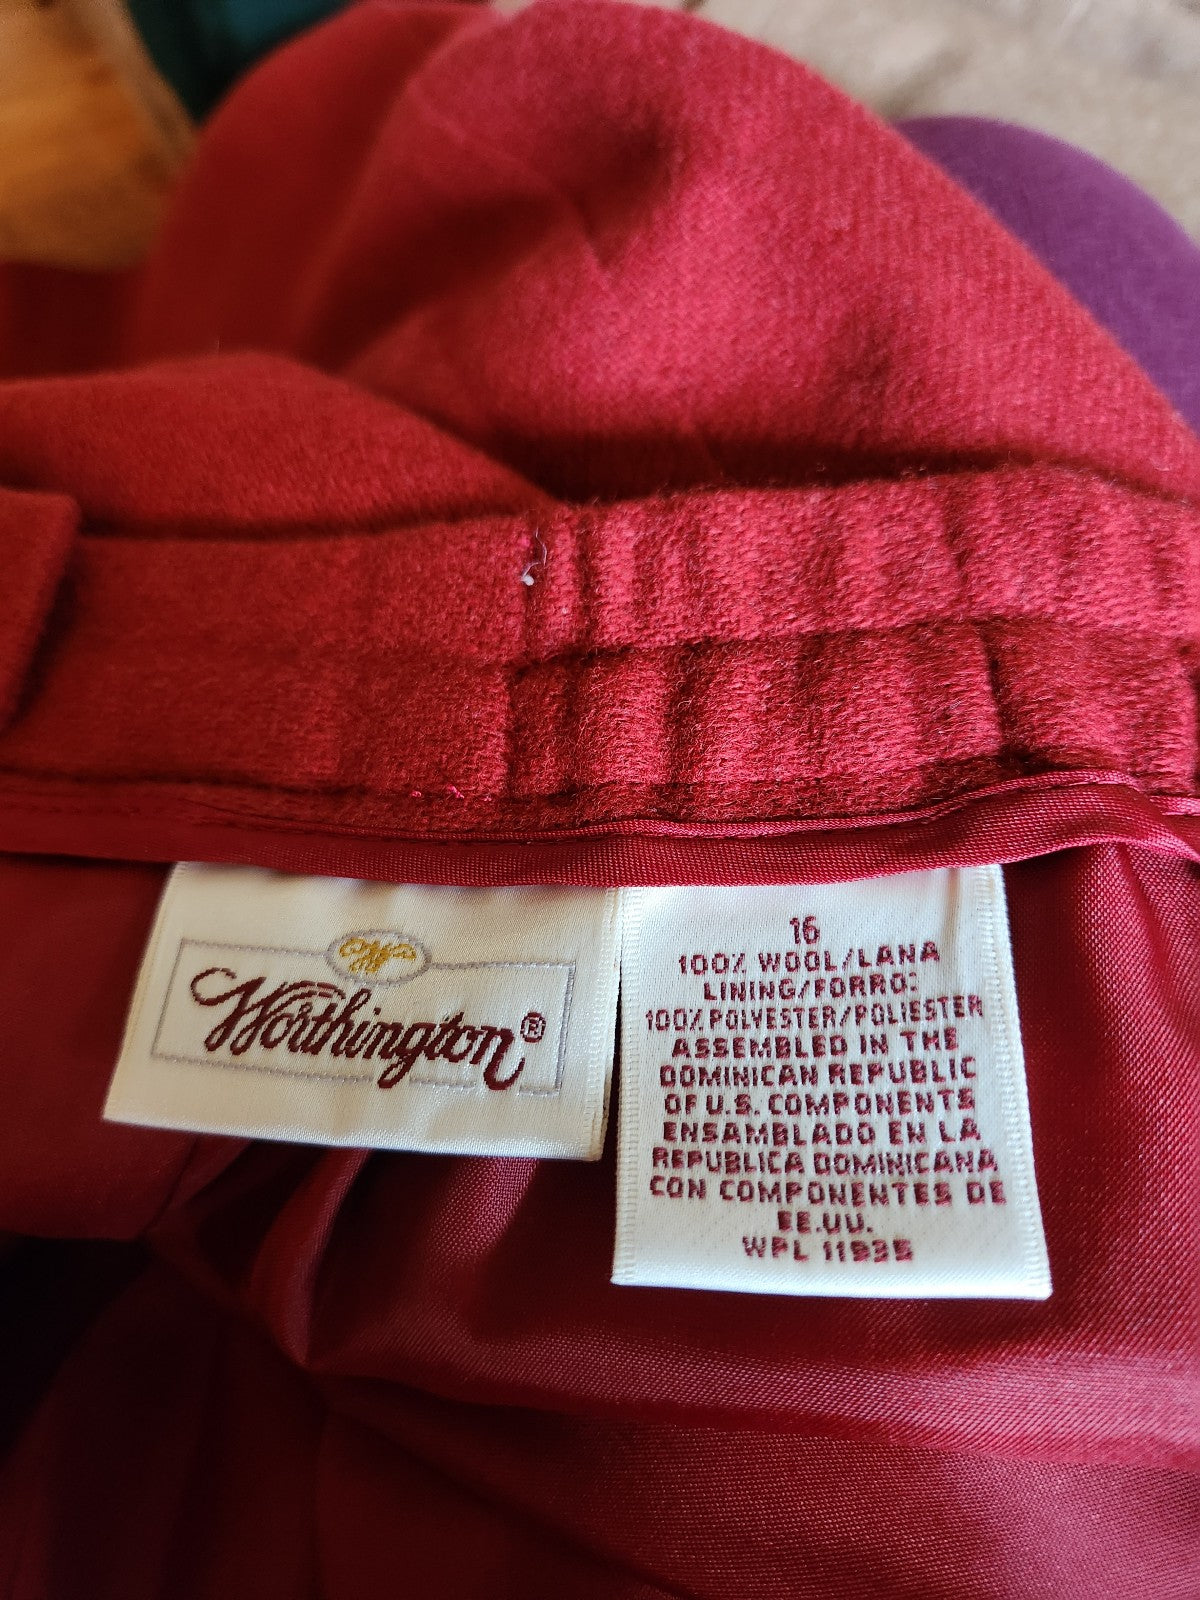 W
Worthington®
16
100% WOOL/LANA
LINING/FORRO:
100% POLYESTER/POLIESTER
ASSEMBLED IN THE
DOMINICAN REPUBLIC
OF U.S. COMPONENTS
ENSAMBLADO EN LA
REPUBLICA DOMINICANA
CON COMPONENTES DE
EE.UU.
WPL 11935